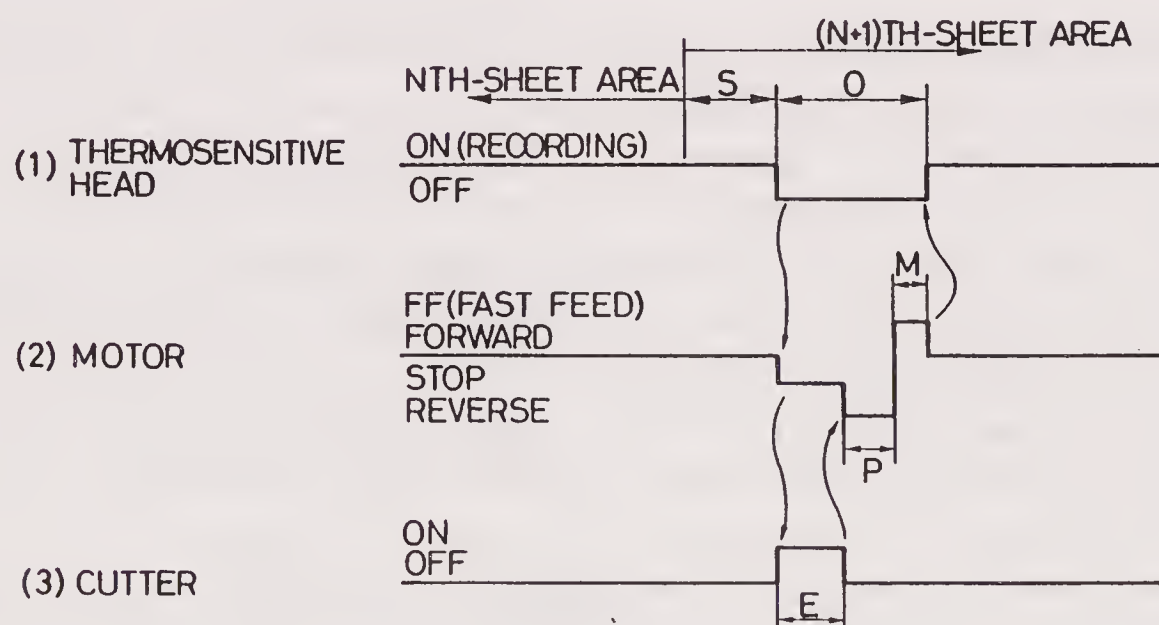 (N+1)TH-SHEET AREA
NTH-SHEET AREA S O
(1) THERMOSENSITIVE HEAD
ON (RECORDING)
OFF
M
(2) MOTOR
FF(FAST FEED)
FORWARD
STOP
REVERSE
P
(3) CUTTER
ON
OFF
E